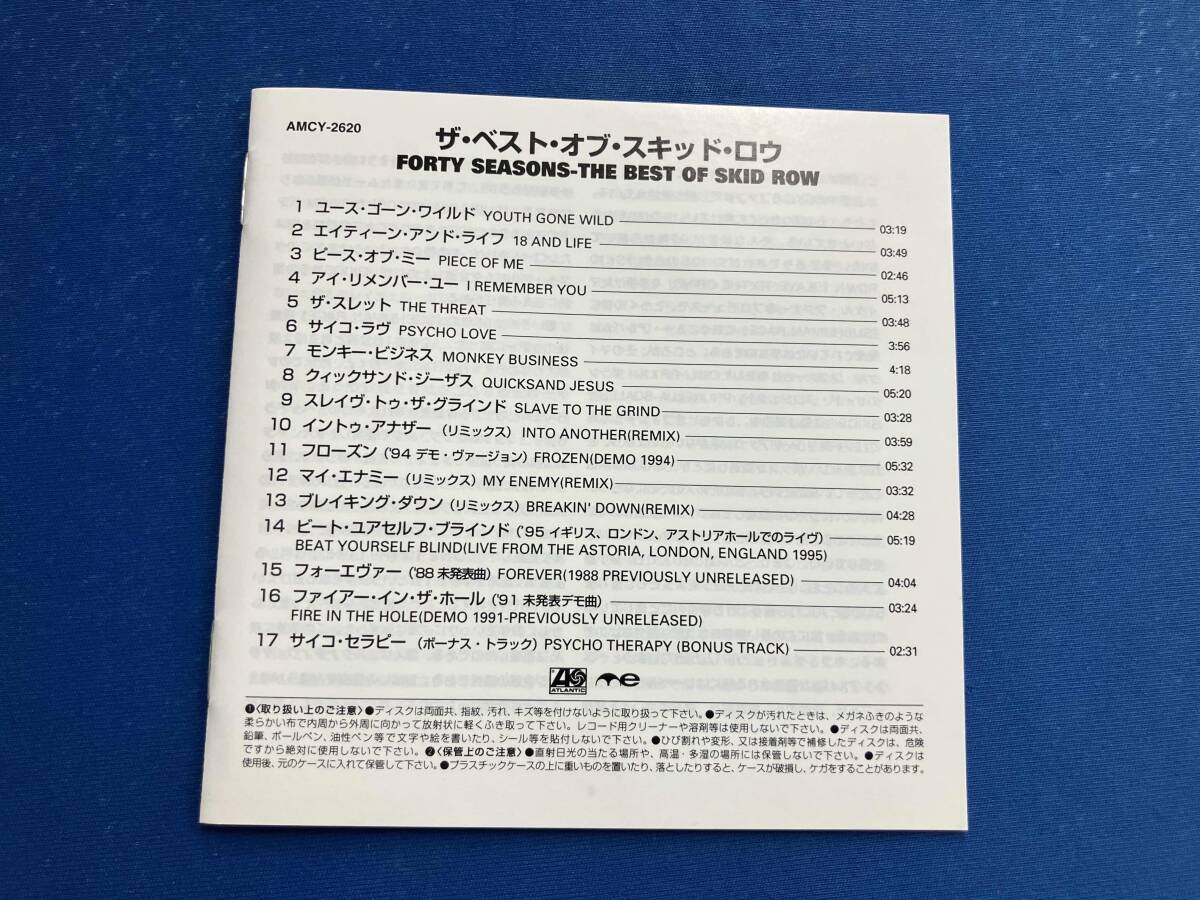 AMCY-2620
ザ・ベスト・オブ・スキッド・ロウ
FORTY SEASONS-THE BEST OF SKID ROW
1 ユース・ゴーン・ワイルド YOUTH GONE WILD 03:19
2 エイティーン・アンド・ライフ 18 AND LIFE 03:49
3 ピース・オブ・ミー PIECE OF ME 02:46
4 アイ・リメンバー・ユー I REMEMBER YOU 05:13
5 ザ・スレット THE THREAT 03:48
6 サイコ・ラヴ PSYCHO LOVE 3:56
7 モンキー・ビジネス MONKEY BUSINESS 4:18
8 クィックサンド・ジーザス QUICKSAND JESUS 05:20
9 スレイヴ・トゥ・ザ・グラインド SLAVE TO THE GRIND 03:28
10 イントゥ・アナザー（リミックス） INTO ANOTHER(REMIX) 03:59
11 フローズン（'94 デモ・ヴァージョン）FROZEN(DEMO 1994) 05:32
12 マイ・エナミー（リミックス）MY ENEMY(REMIX) 03:32
13 ブレイキング・ダウン（リミックス）BREAKIN' DOWN(REMIX) 04:28
14 ビート・ユアセルフ・ブラインド（'95 イギリス、ロンドン、アストリアホールでのライヴ） 05:19
BEAT YOURSELF BLIND(LIVE FROM THE ASTORIA, LONDON, ENGLAND 1995)
15 フォーエヴァー（'88 未発表曲）FOREVER(1988 PREVIOUSLY UNRELEASED) 04:04
16 ファイアー・イン・ザ・ホール（'91 未発表デモ曲） 03:24
FIRE IN THE HOLE(DEMO 1991-PREVIOUSLY UNRELEASED)
17 サイコ・セラピー（ボーナス・トラック）PSYCHO THERAPY (BONUS TRACK) 02:31
ATLANTIC
❶〈取り扱い上のご注意〉●ディスクは両面共、指紋、汚れ、キズ等を付けないように取り扱って下さい。●ディスクが汚れたときは、メガネふきのような
柔らかい布で内周から外周に向かって放射状に軽くふき取って下さい。レコード用クリーナーや溶剤等は使用しないで下さい。●ディスクは両面共、
鉛筆、ボールペン、油性ペン等で文字や絵を書いたり、シール等を貼付しないで下さい。●ひび割れや変形、又は接着剤等で補修したディスクは、危険
ですから絶対に使用しないで下さい。❷〈保管上のご注意〉●直射日光の当たる場所や、高温・多湿の場所には保管しないで下さい。●ディスクは
使用後、元のケースに入れて保管して下さい。●プラスチックケースの上に重いものを置いたり、落としたりすると、ケースが破損し、ケガをすることがあります。